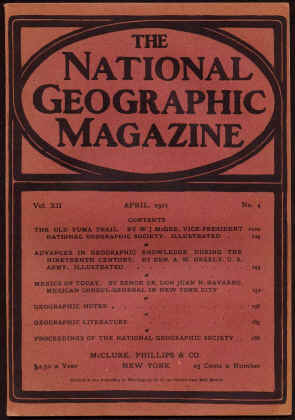 THE
NATIONAL
GEOGRAPHIC
MAGAZINE
Vol. XII APRIL, 1901 No. 4
CONTENTS
THE OLD YUMA TRAIL. BY W J McGEE, VICE-PRESIDENT
NATIONAL GEOGRAPHIC SOCIETY. ILLUSTRATED
ADVANCES IN GEOGRAPHIC KNOWLEDGE DURING THE
NINETEENTH CENTURY. BY GEN. A. W. GREELY, U. S.
ARMY. ILLUSTRATED
MEXICO OF TODAY. BY SENOR DR. DON JUAN N. NAVARRO,
MEXICAN CONSUL-GENERAL IN NEW YORK CITY
GEOGRAPHIC NOTES
GEOGRAPHIC LITERATURE
PROCEEDINGS OF THE NATIONAL GEOGRAPHIC SOCIETY
McCLURE, PHILLIPS & CO.
$2.50 a Year NEW YORK 25 Cents a Number